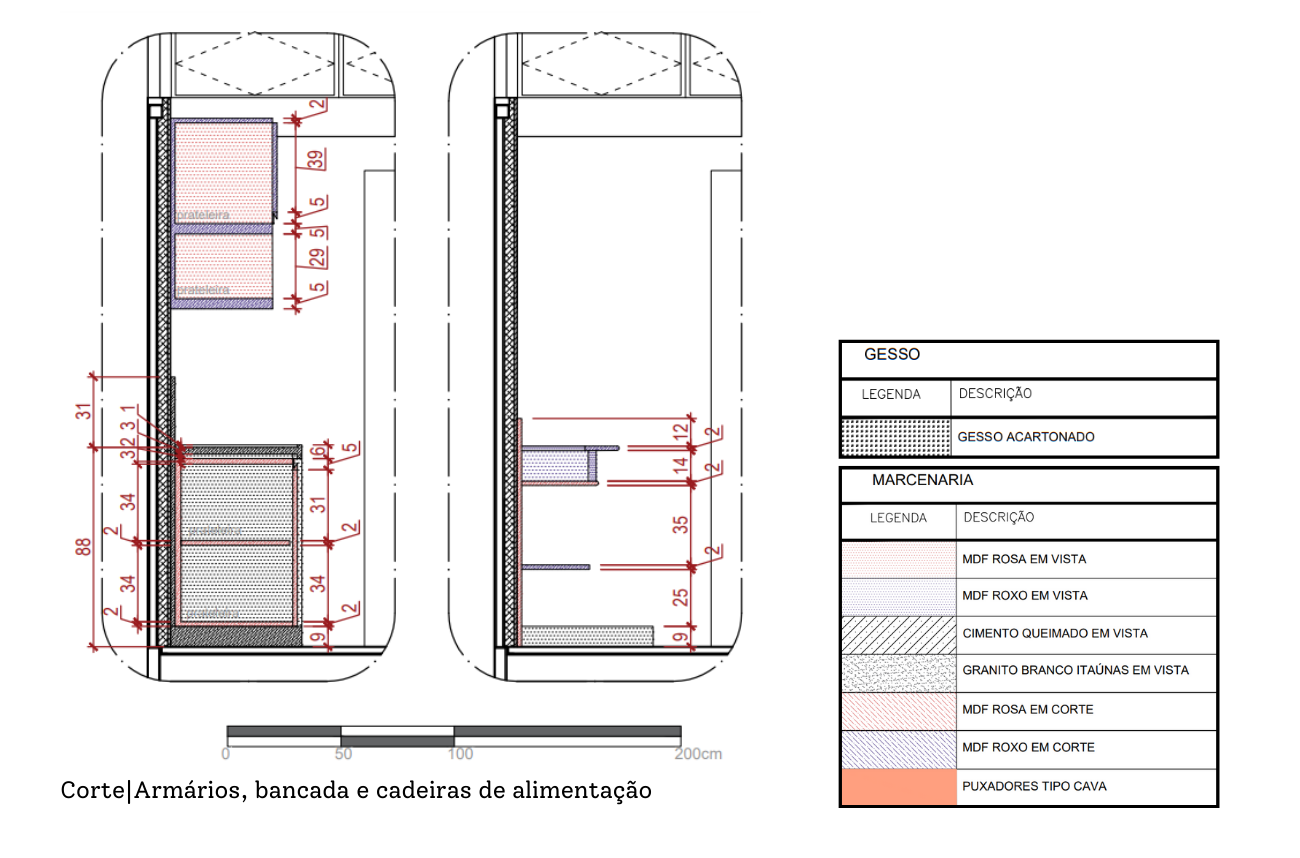 2
39
5
5
29
5
prateleira
prateleira
31
1
3
2
3
34
2
88
34
2
6
5
31
2
34
2
9
prateleira
prateleira
12
2
14
2
35
2
25
9
0 50 100 200cm
Corte|Armários, bancada e cadeiras de alimentação
GESSO
LEGENDA DESCRIÇÃO
GESSO ACARTONADO
MARCENARIA
LEGENDA DESCRIÇÃO
MDF ROSA EM VISTA
MDF ROXO EM VISTA
CIMENTO QUEIMADO EM VISTA
GRANITO BRANCO ITAÚNAS EM VISTA
MDF ROSA EM CORTE
MDF ROXO EM CORTE
PUXADORES TIPO CAVA